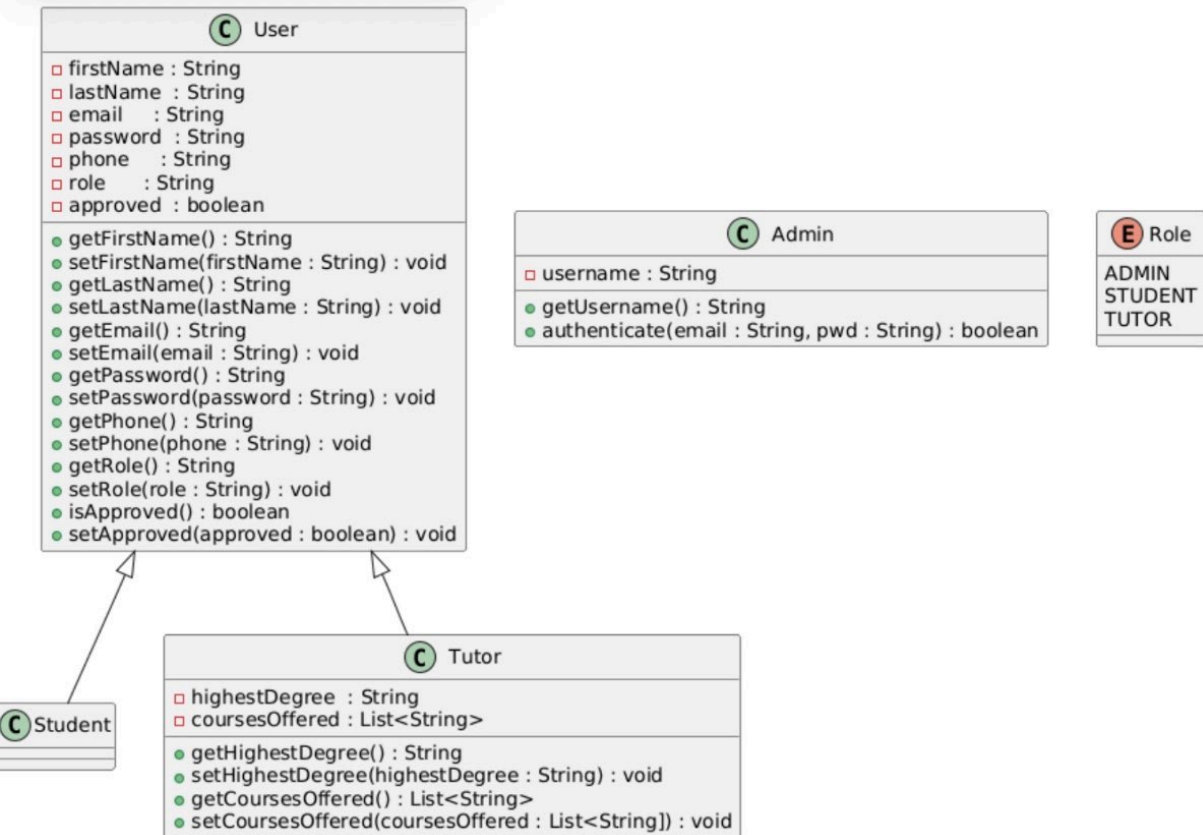 C User
firstName : String
lastName : String
email : String
password : String
phone : String
role : String
approved : boolean
getFirstName() : String
setFirstName(firstName : String) : void
getLastName() : String
setLastName(lastName : String) : void
getEmail() : String
setEmail(email : String) : void
getPassword() : String
setPassword(password : String) : void
getPhone() : String
setPhone(phone : String) : void
getRole() : String
setRole(role : String) : void
isApproved() : boolean
setApproved(approved : boolean) : void
C Admin
username : String
getUsername() : String
authenticate(email : String, pwd : String) : boolean
E Role
ADMIN
STUDENT
TUTOR
C Student
C Tutor
highestDegree : String
coursesOffered : List<String>
getHighestDegree() : String
setHighestDegree(highestDegree : String) : void
getCoursesOffered() : List<String>
setCoursesOffered(coursesOffered : List<String]) : void